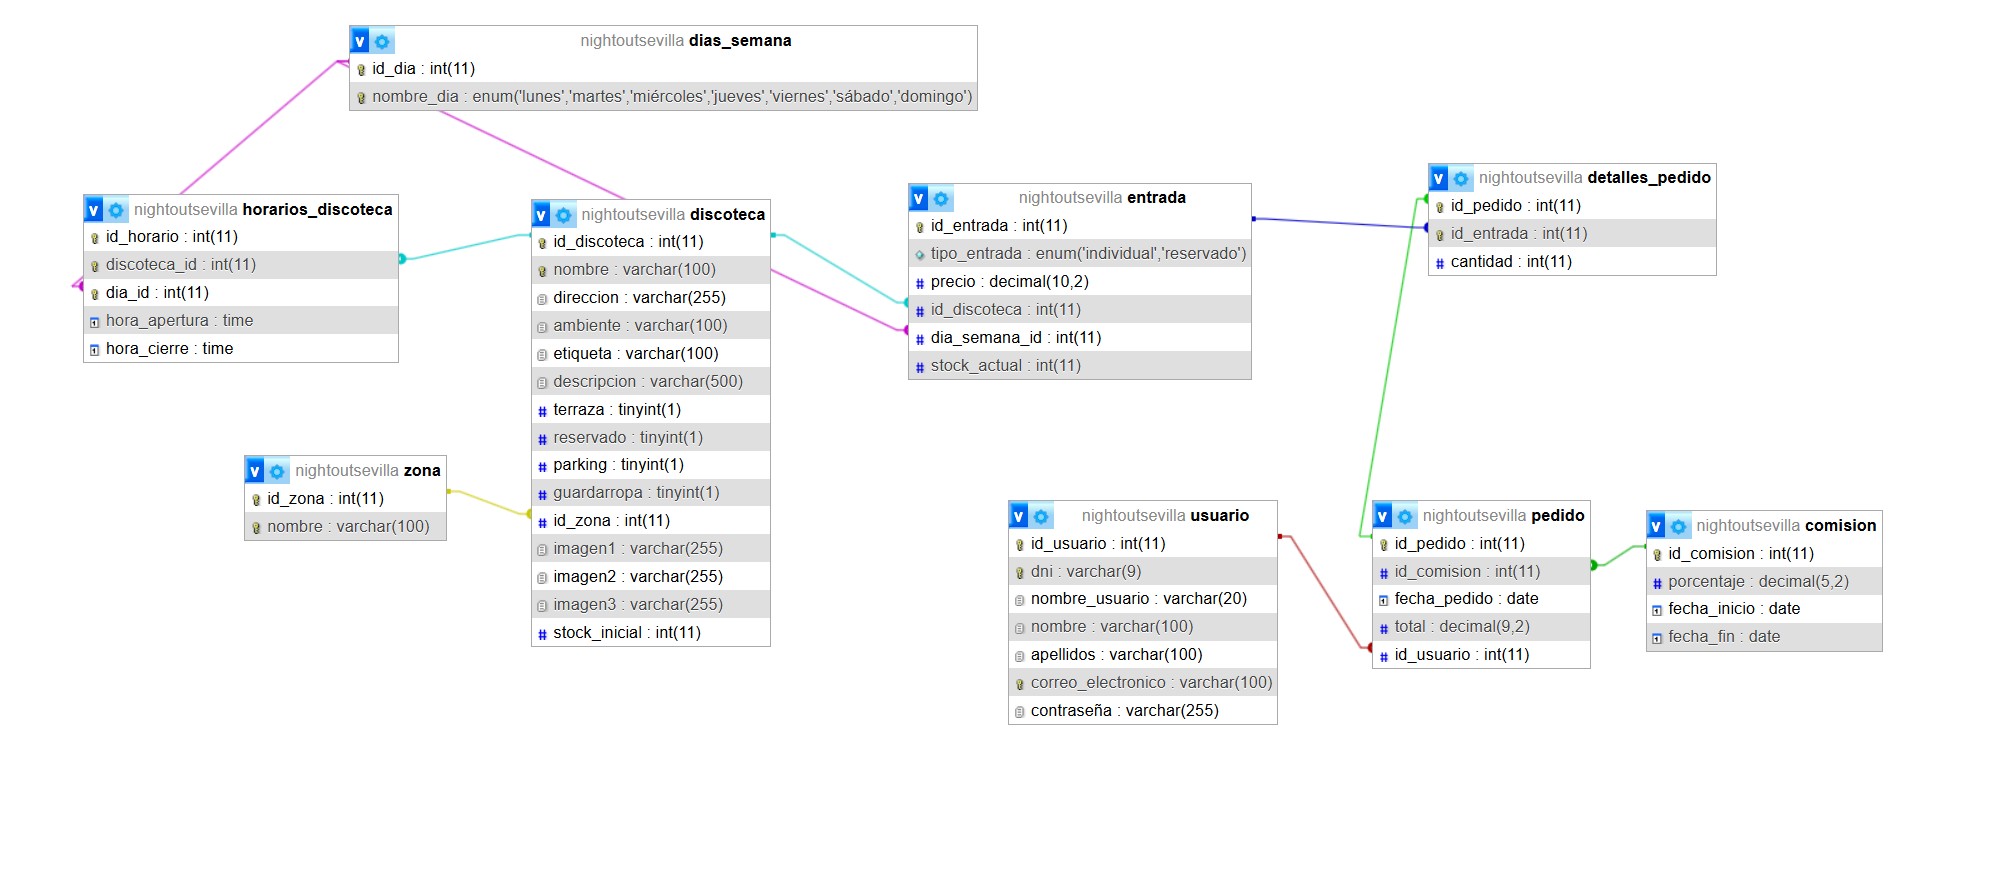 nightoutsevilla dias_semana
id_dia : int(11)
nombre_dia : enum('lunes','martes','miércoles','jueves','viernes','sábado','domingo')
nightoutsevilla horarios_discoteca
id_horario : int(11)
discoteca_id : int(11)
dia_id : int(11)
hora_apertura : time
hora_cierre : time
nightoutsevilla discoteca
id_discoteca : int(11)
nombre : varchar(100)
direccion : varchar(255)
ambiente : varchar(100)
etiqueta : varchar(100)
descripcion : varchar(500)
terraza : tinyint(1)
reservado : tinyint(1)
parking : tinyint(1)
guardarropa : tinyint(1)
id_zona : int(11)
imagen1 : varchar(255)
imagen2 : varchar(255)
imagen3 : varchar(255)
stock_inicial : int(11)
nightoutsevilla entrada
id_entrada : int(11)
tipo_entrada : enum('individual','reservado')
precio : decimal(10,2)
id_discoteca : int(11)
dia_semana_id : int(11)
stock_actual : int(11)
nightoutsevilla detalles_pedido
id_pedido : int(11)
id_entrada : int(11)
cantidad : int(11)
nightoutsevilla zona
id_zona : int(11)
nombre : varchar(100)
nightoutsevilla usuario
id_usuario : int(11)
dni : varchar(9)
nombre_usuario : varchar(20)
nombre : varchar(100)
apellidos : varchar(100)
correo_electronico : varchar(100)
contraseña : varchar(255)
nightoutsevilla pedido
id_pedido : int(11)
id_comision : int(11)
fecha_pedido : date
total : decimal(9,2)
id_usuario : int(11)
nightoutsevilla comision
id_comision : int(11)
porcentaje : decimal(5,2)
fecha_inicio : date
fecha_fin : date